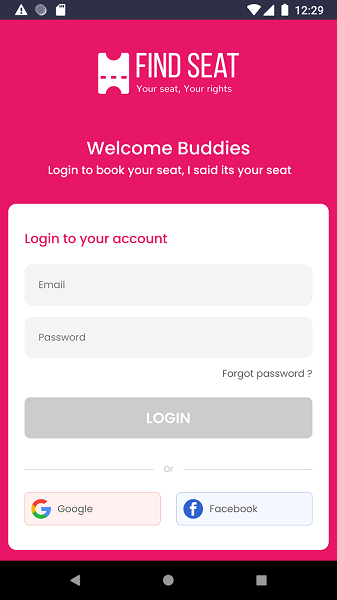 12:29
FIND SEAT
Your seat, Your rights
Welcome Buddies
Login to book your seat, I said its your seat
Login to your account
Email
Password
Forgot password ?
LOGIN
Or
Google
Facebook